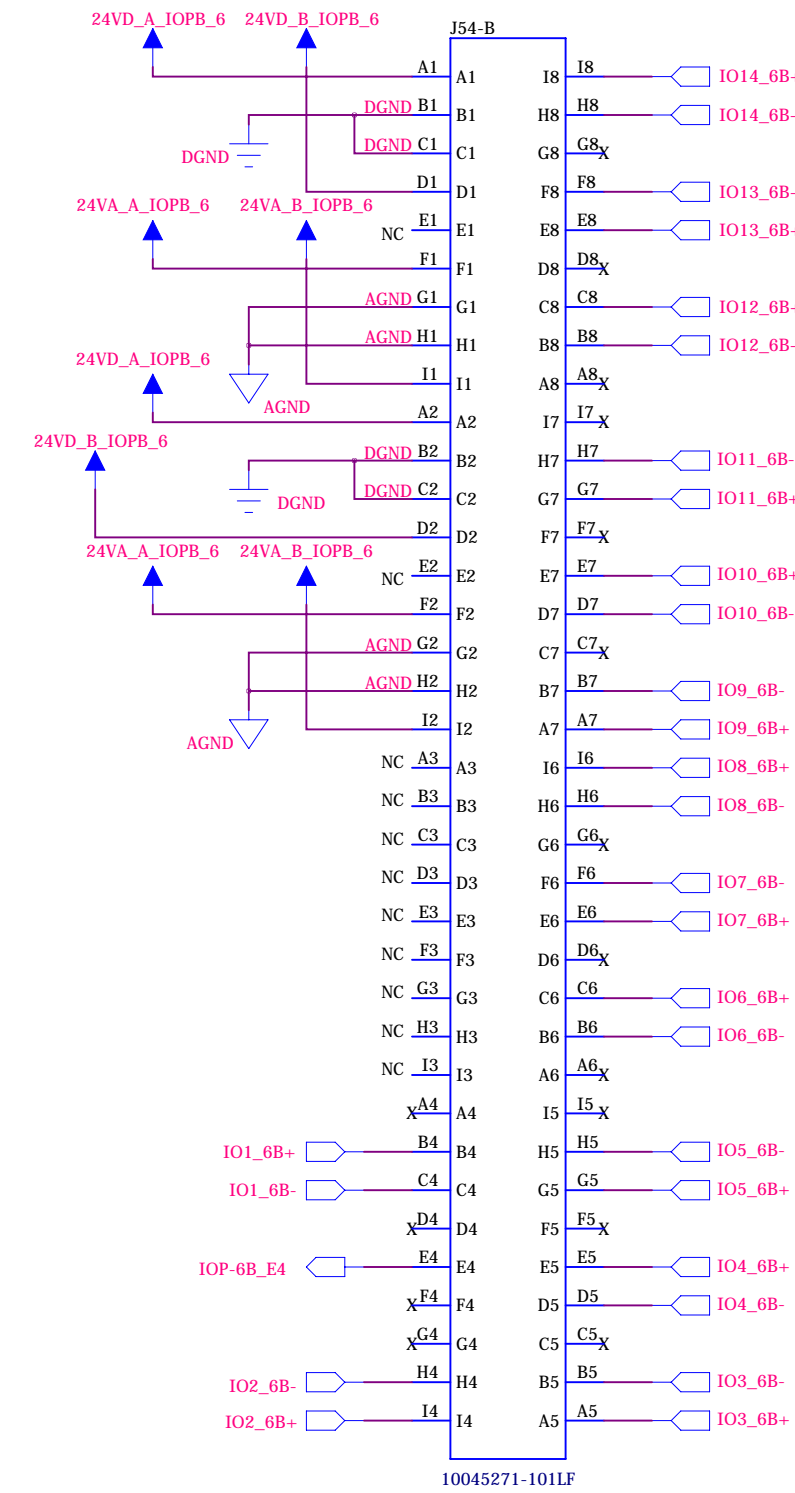 24VD_A_IOPB_6 24VD_B_IOPB_6
J54-B
A1 A1 I8 I8 IO14_6B-
DGND B1 B1 H8 H8 IO14_6B-
DGND
DGND C1 C1 G8 G8 X
D1 D1 F8 F8 IO13_6B-
24VA_A_IOPB_6 24VA_B_IOPB_6
NC E1 E1 E8 E8 IO13_6B-
F1 F1 D8 D8 X
AGND G1 G1 C8 C8 IO12_6B-
AGND H1 H1 B8 B8 IO12_6B-
24VD_A_IOPB_6
I1 I1 A8 A8 X
AGND
A2 A2 I7 I7 X
24VD_B_IOPB_6
DGND B2 B2 H7 H7 IO11_6B-
DGND C2 C2 G7 G7 IO11_6B+
DGND
D2 D2 F7 F7 X
24VA_A_IOPB_6 24VA_B_IOPB_6
NC E2 E2 E7 E7 IO10_6B+
F2 F2 D7 D7 IO10_6B-
AGND G2 G2 C7 C7 X
AGND H2 H2 B7 B7 IO9_6B-
I2 I2 A7 A7 IO9_6B+
AGND
NC A3 A3 I6 I6 IO8_6B+
NC B3 B3 H6 H6 IO8_6B-
NC C3 C3 G6 G6 X
NC D3 D3 F6 F6 IO7_6B-
NC E3 E3 E6 E6 IO7_6B+
NC F3 F3 D6 D6 X
NC G3 G3 C6 C6 IO6_6B+
NC H3 H3 B6 B6 IO6_6B-
NC I3 I3 A6 A6 X
X A4 A4 I5 I5 X
IO1_6B+ B4 B4 H5 H5 IO5_6B-
IO1_6B- C4 C4 G5 G5 IO5_6B+
X D4 D4 F5 F5 X
IOP-6B_E4 E4 E4 E5 E5 IO4_6B+
X F4 F4 D5 D5 IO4_6B-
X G4 G4 C5 C5 X
IO2_6B- H4 H4 B5 B5 IO3_6B-
IO2_6B+ I4 I4 A5 A5 IO3_6B+
10045271-101LF